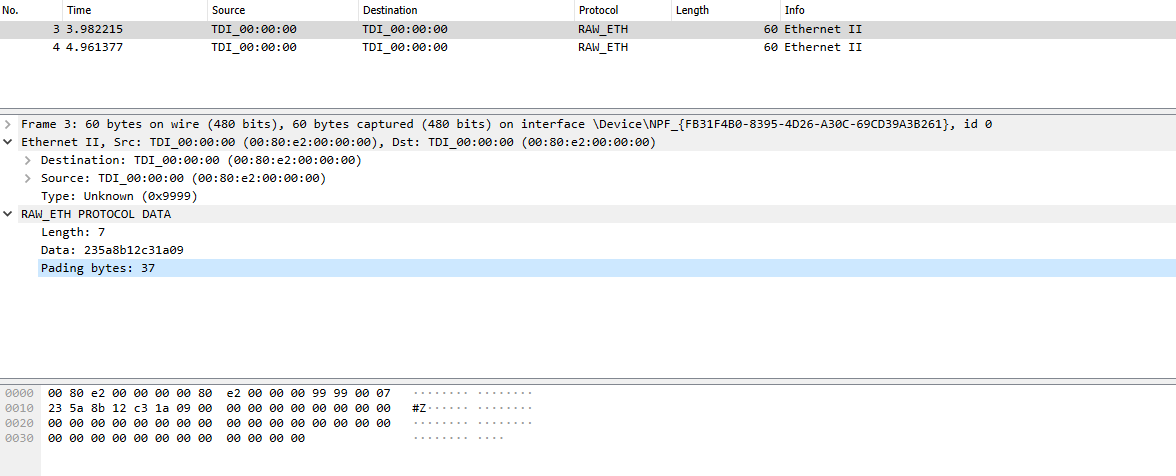 No. Time Source Destination Protocol Length Info
3 3.982215 TDI_00:00:00 TDI_00:00:00 RAW_ETH 60 Ethernet II
4 4.961377 TDI_00:00:00 TDI_00:00:00 RAW_ETH 60 Ethernet II
Frame 3: 60 bytes on wire (480 bits), 60 bytes captured (480 bits) on interface \Device\NPF_{FB31F4B0-8395-4D26-A30C-69CD39A3B261}, id 0
Ethernet II, Src: TDI_00:00:00 (00:80:e2:00:00:00), Dst: TDI_00:00:00 (00:80:e2:00:00:00)
Destination: TDI_00:00:00 (00:80:e2:00:00:00)
Source: TDI_00:00:00 (00:80:e2:00:00:00)
Type: Unknown (0x9999)
RAW_ETH PROTOCOL DATA
Length: 7
Data: 235a8b12c31a09
Pading bytes: 37
0000 00 80 e2 00 00 00 00 80 e2 00 00 00 99 99 00 07 ········ ········
0010 23 5a 8b 12 c3 1a 09 00 00 00 00 00 00 00 00 00 #Z······ ········
0020 00 00 00 00 00 00 00 00 00 00 00 00 00 00 00 00 ········ ········
0030 00 00 00 00 00 00 00 00 00 00 00 00 ········ ····